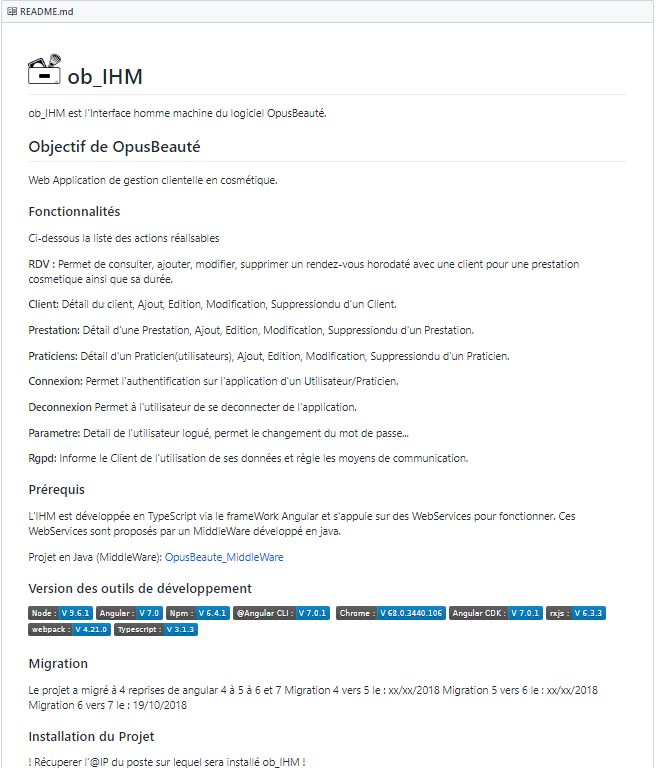 README.md
ob_IHM
ob_IHM est l'Interface homme machine du logiciel OpusBeauté.
Objectif de OpusBeauté
Web Application de gestion clientelle en cosmétique.
Fonctionnalités
Ci-dessous la liste des actions réalisables
RDV : Permet de consulter, ajouter, modifier, supprimer un rendez-vous horodaté avec une client pour une prestation
cosmetique ainsi que sa durée.
Client: Détail du client, Ajout, Edition, Modification, Suppressiondu d'un Client.
Prestation: Détail d'une Prestation, Ajout, Edition, Modification, Suppressiondu d'un Prestation.
Praticiens: Détail d'un Praticien(utilisateurs), Ajout, Edition, Modification, Suppressiondu d'un Praticien.
Connexion: Permet l'authentification sur l'application d'un Utilisateur/Praticien.
Deconnexion Permet à l'utilisateur de se deconnecter de l'application.
Parametre: Detail de l'utilisateur logué, permet le changement du mot de passe...
Rgpd: Informe le Client de l'utilisation de ses données et règle les moyens de communication.
Prérequis
L'IHM est développée en TypeScript via le frameWork Angular et s'appuie sur des WebServices pour fonctionner. Ces
WebServices sont proposés par un MiddleWare développé en java.
Projet en Java (MiddleWare): OpusBeaute_MiddleWare
Version des outils de développement
Node : V 9.6.1 Angular : V 7.0 Npm : V 6.4.1 @Angular CLI : V 7.0.1 Chrome : V 68.0.3440.106 Angular CDK : V 7.0.1 rxjs : V 6.3.3
webpack : V 4.21.0 Typescript : V 3.1.3
Migration
Le projet a migré à 4 reprises de angular 4 à 5 à 6 et 7 Migration 4 vers 5 le : xx/xx/2018 Migration 5 vers 6 le : xx/xx/2018
Migration 6 vers 7 le : 19/10/2018
Installation du Projet
! Récuperer l'@IP du poste sur lequel sera installé ob_IHM !